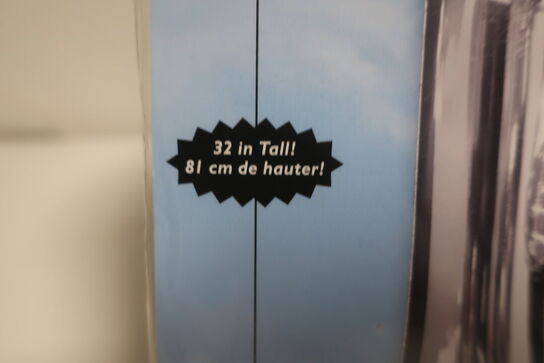 32 in Tall!
81 cm de hauter!